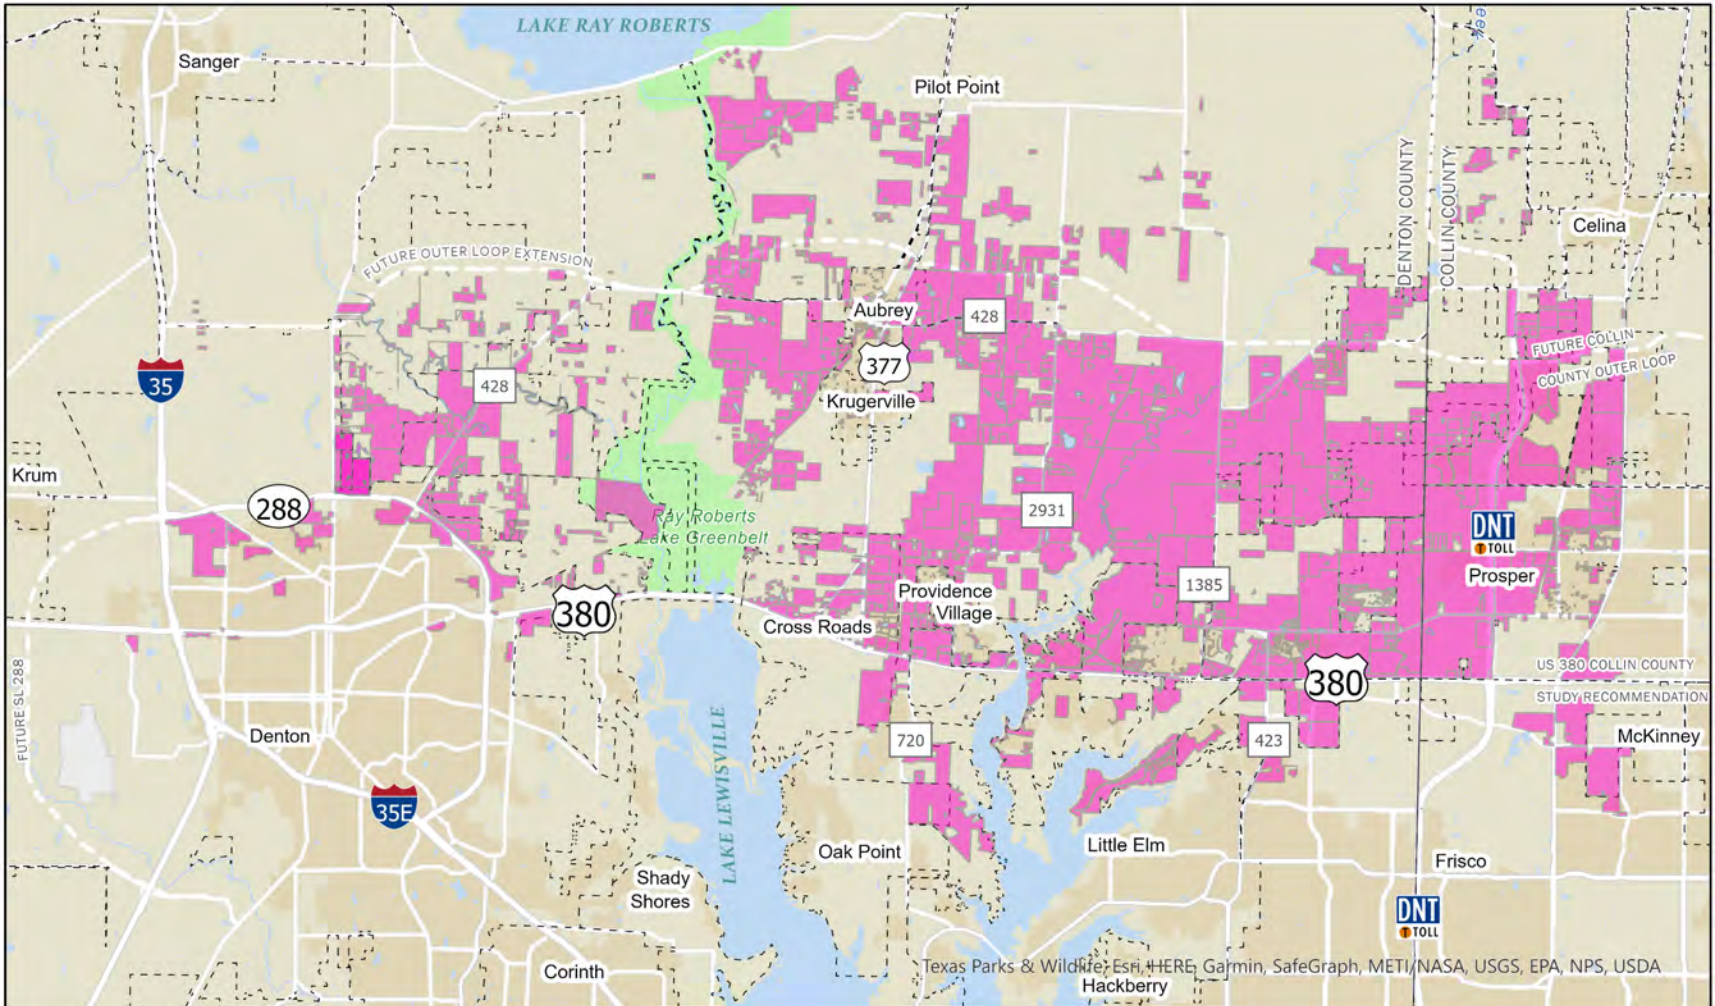 LAKE RAY ROBERTS
eek
Sanger
Pilot Point
DENTON COUNTY
COLLIN COUNTY
Celina
FUTURE OUTER LOOP EXTENSION
Aubrey
428
377
FUTURE COLLIN
COUNTY OUTER LOOP
35
428
Krugerville
Krum
288
2931
Ray Roberts
Lake Greenbelt
DNT
T TOLL
Prosper
1385
380
Providence
Village
Cross Roads
380
US 380 COLLIN COUNTY
STUDY RECOMMENDATION
FUTURE SL 288
Denton
LAKE LEWISVILLE
720
423
McKinney
35E
Oak Point
Little Elm
Frisco
Shady
Shores
DNT
T TOLL
Corinth
Texas Parks & Wildlife, Esri, HERE, Garmin, SafeGraph, METI/NASA, USGS, EPA, NPS, USDA
Hackberry